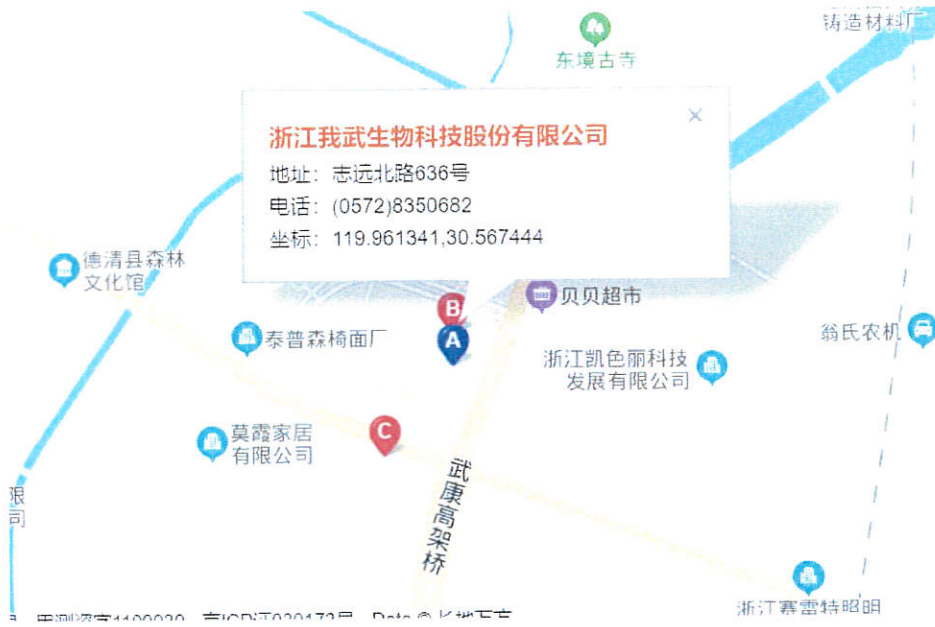 铸造材料厂
东境古寺
浙江我武生物科技股份有限公司
地址：志远北路636号
电话：(0572)8350682
坐标：119.961341,30.567444
德清县森林
文化馆
贝贝超市
B
A
泰普森椅面厂
翁氏农机
浙江凯色丽科技
发展有限公司
C
莫霞家居
有限公司
武康高架桥
限
司
浙江赛雷特照明